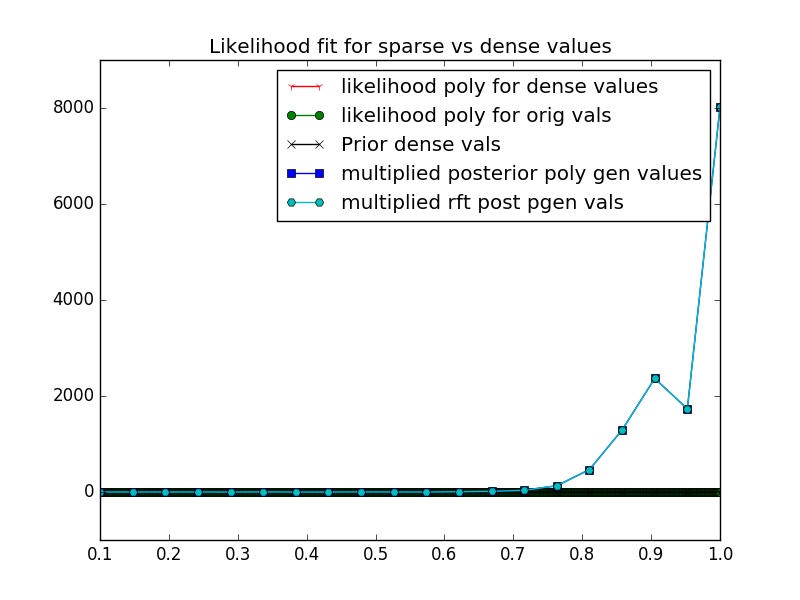 Likelihood fit for sparse vs dense values
likelihood poly for dense values
likelihood poly for orig vals
Prior dense vals
multiplied posterior poly gen values
multiplied rft post pgen vals
8000
6000
4000
2000
0
0.1 0.2 0.3 0.4 0.5 0.6 0.7 0.8 0.9 1.0